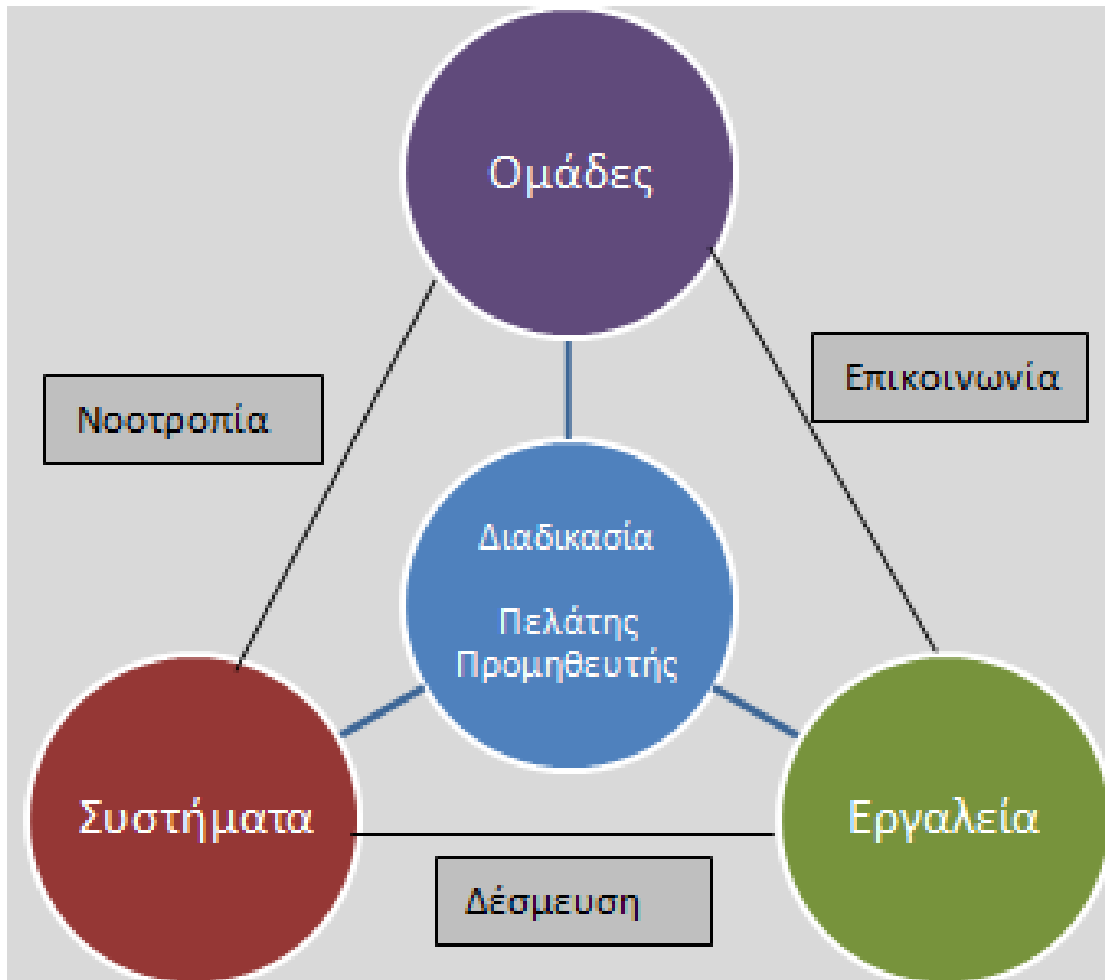 Ομάδες
Επικοινωνία
Νοοτροπία
Διαδικασία
Πελάτης
Προμηθευτής
Συστήματα
Εργαλεία
Δέσμευση